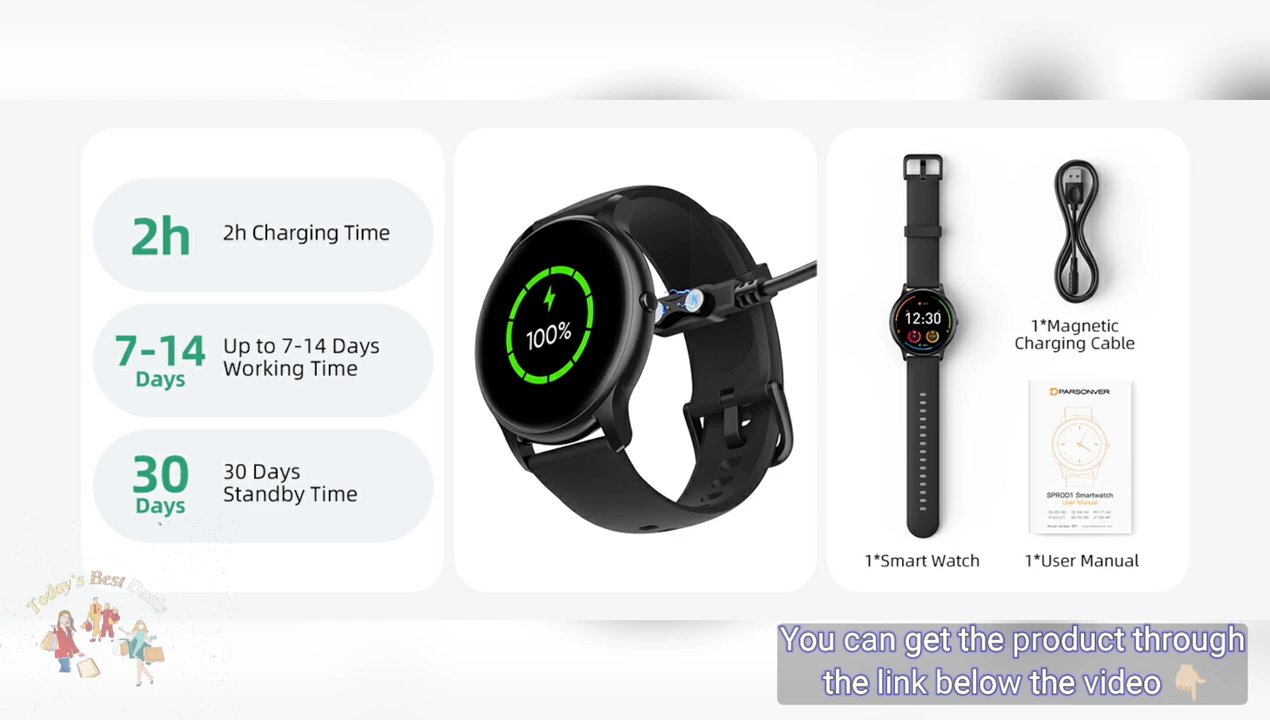 2h
2h Charging Time
7-14
Days
Up to 7-14 Days
Working Time
30
Days
30 Days
Standby Time
100%
12:30
1*Smart Watch
1*Magnetic
Charging Cable
PARSONVER
SPROD1 Smartwatch
User Manual
1*User Manual
Today's Best Deals
You can get the product through
the link below the video 👇🏼